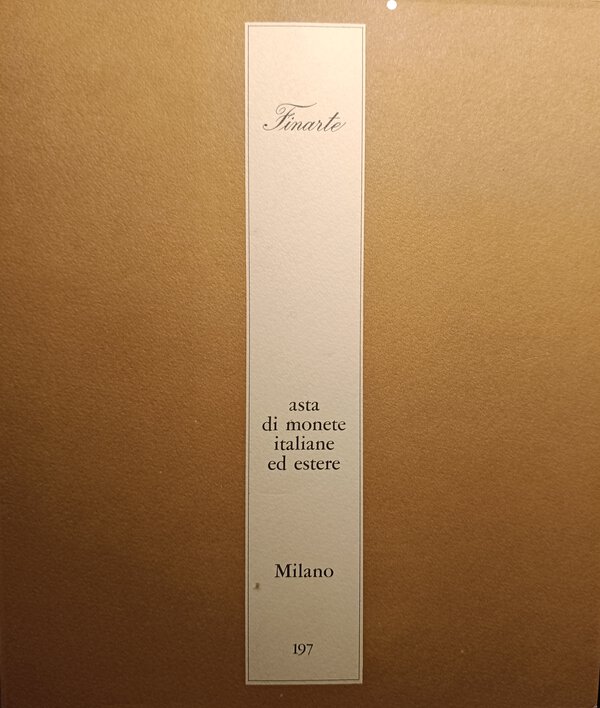 Finarte
asta
di monete
italiane
ed estere
Milano
197